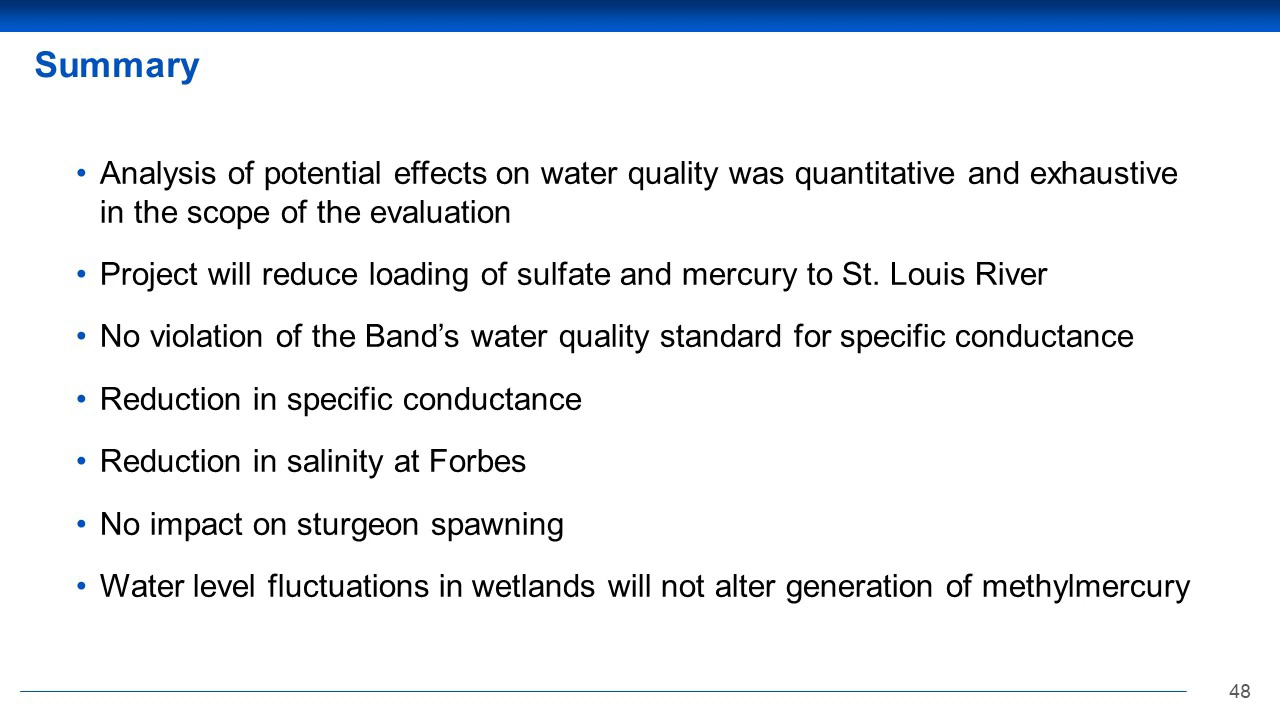 Summary
• Analysis of potential effects on water quality was quantitative and exhaustive
in the scope of the evaluation
• Project will reduce loading of sulfate and mercury to St. Louis River
• No violation of the Band’s water quality standard for specific conductance
• Reduction in specific conductance
• Reduction in salinity at Forbes
• No impact on sturgeon spawning
• Water level fluctuations in wetlands will not alter generation of methylmercury
48